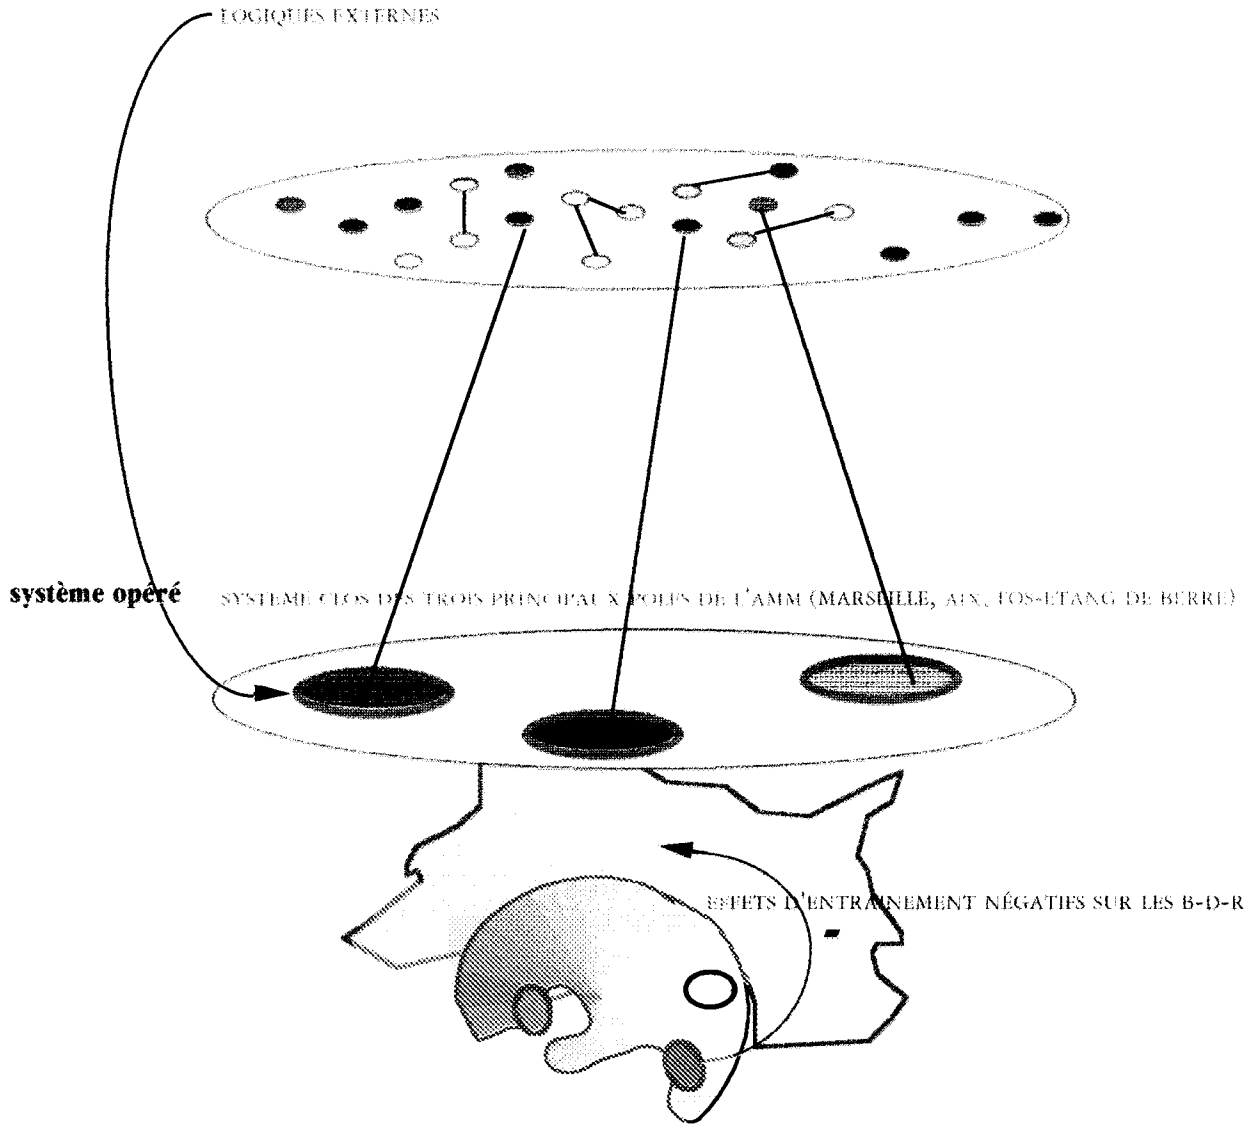 LOGIQUES EXTERNES
système opéré SYSTEME CLOS DES TROIS PRINCIPAUX POLES DE L'AMM (MARSEILLE, AIX, FOS-ETANG DE BERRE)
EFFETS D'ENTRAINEMENT NÉGATIFS SUR LES B-D-R